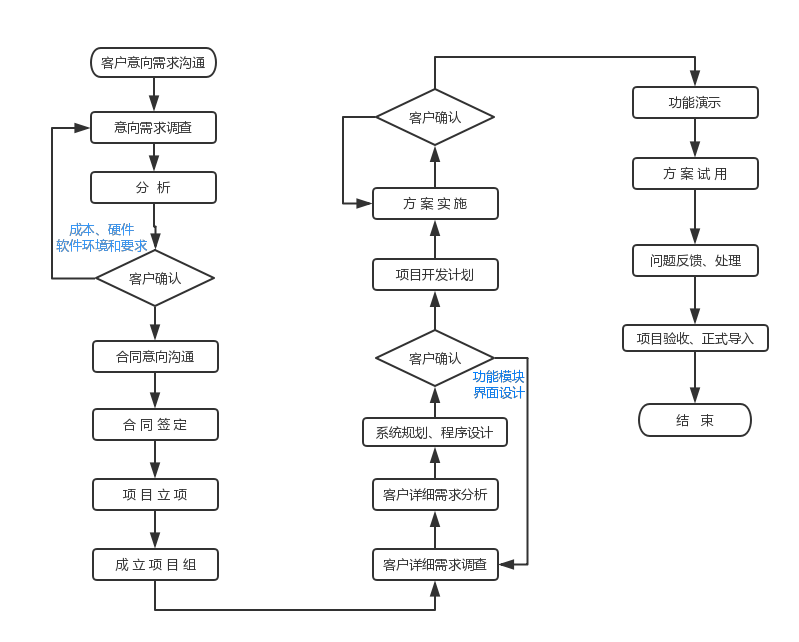 客户意向需求沟通
意向需求调查
分 析
成本、硬件
软件环境和要求
客户确认
合同意向沟通
合 同 签 定
项 目 立 项
成 立 项 目 组
客户详细需求调查
客户详细需求分析
系统规划、程序设计
客户确认
功能模块
界面设计
项目开发计划
方 案 实 施
客户确认
功能演示
方 案 试 用
问题反馈、处理
项目验收、正式导入
结 束